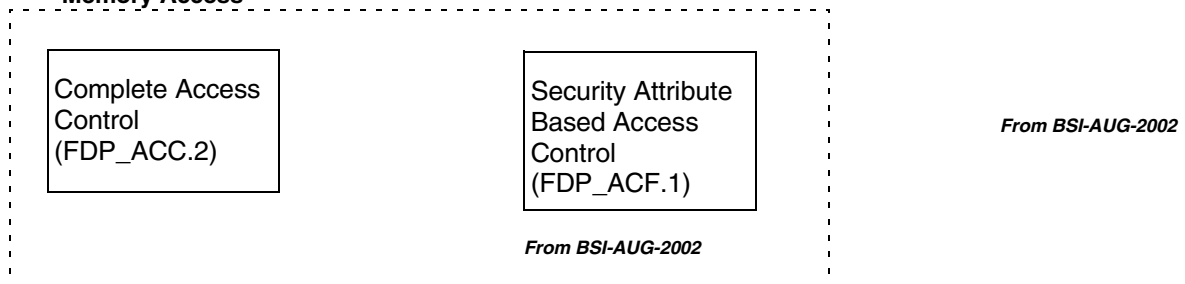 Memory Access
Complete Access
Control
(FDP_ACC.2)
Security Attribute
Based Access
Control
(FDP_ACF.1)
From BSI-AUG-2002
From BSI-AUG-2002